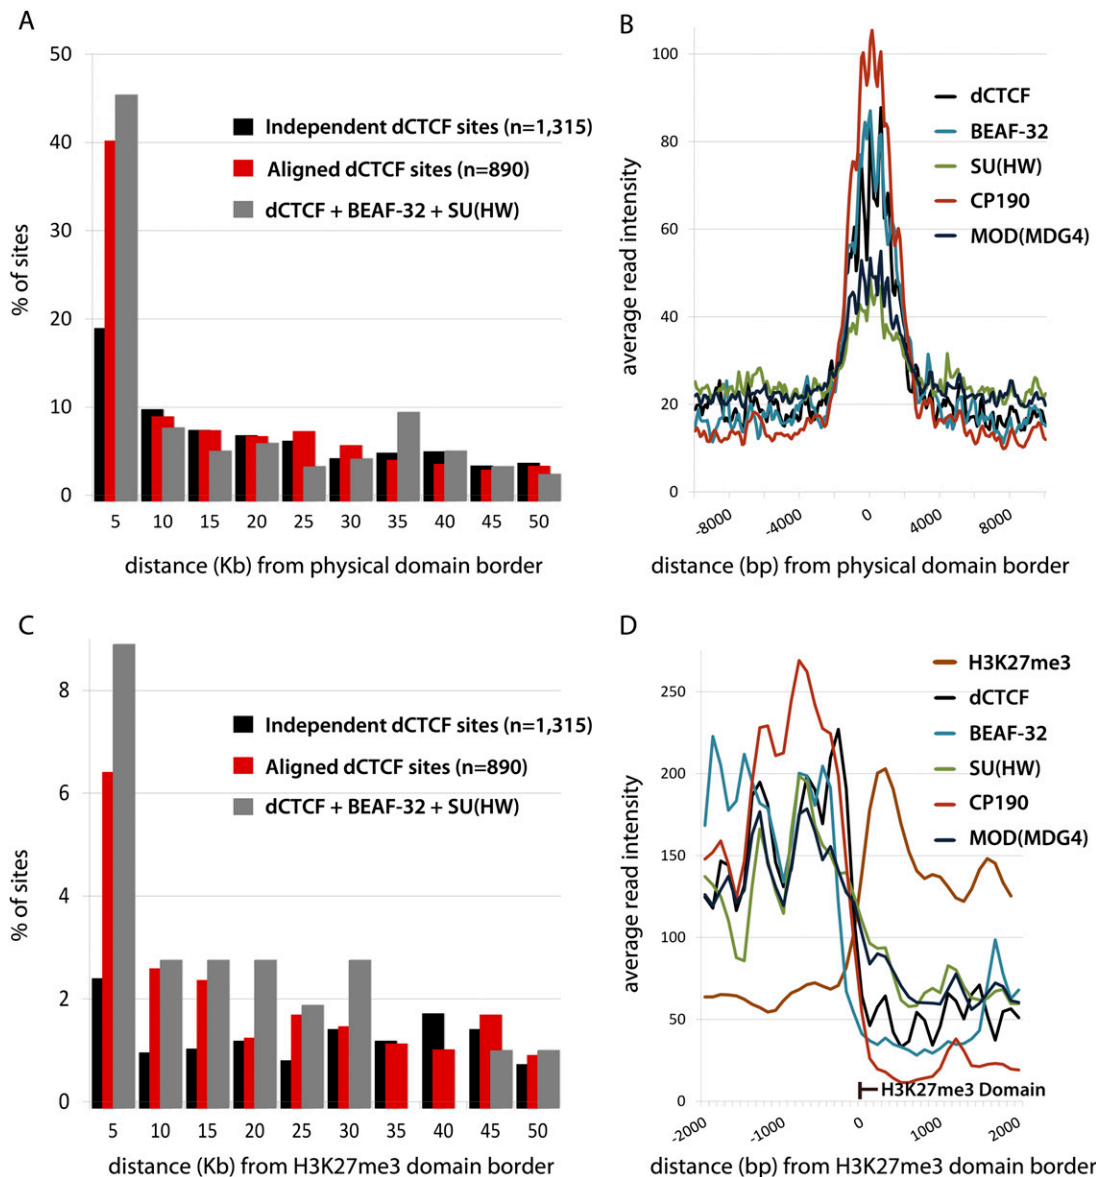 A
50
40
30
20
10
0
% of sites
Independent dCTCF sites (n=1,315)
Aligned dCTCF sites (n=890)
dCTCF + BEAF-32 + SU(HW)
5 10 15 20 25 30 35 40 45 50
distance (Kb) from physical domain border
B
100
80
60
40
20
0
average read intensity
dCTCF
BEAF-32
SU(HW)
CP190
MOD(MDG4)
-8000 -4000 0 4000 8000
distance (bp) from physical domain border
C
8
6
4
2
0
% of sites
Independent dCTCF sites (n=1,315)
Aligned dCTCF sites (n=890)
dCTCF + BEAF-32 + SU(HW)
5 10 15 20 25 30 35 40 45 50
distance (Kb) from H3K27me3 domain border
D
250
200
150
100
50
0
average read intensity
H3K27me3
dCTCF
BEAF-32
SU(HW)
CP190
MOD(MDG4)
H3K27me3 Domain
-2000 -1000 0 1000 2000
distance (bp) from H3K27me3 domain border